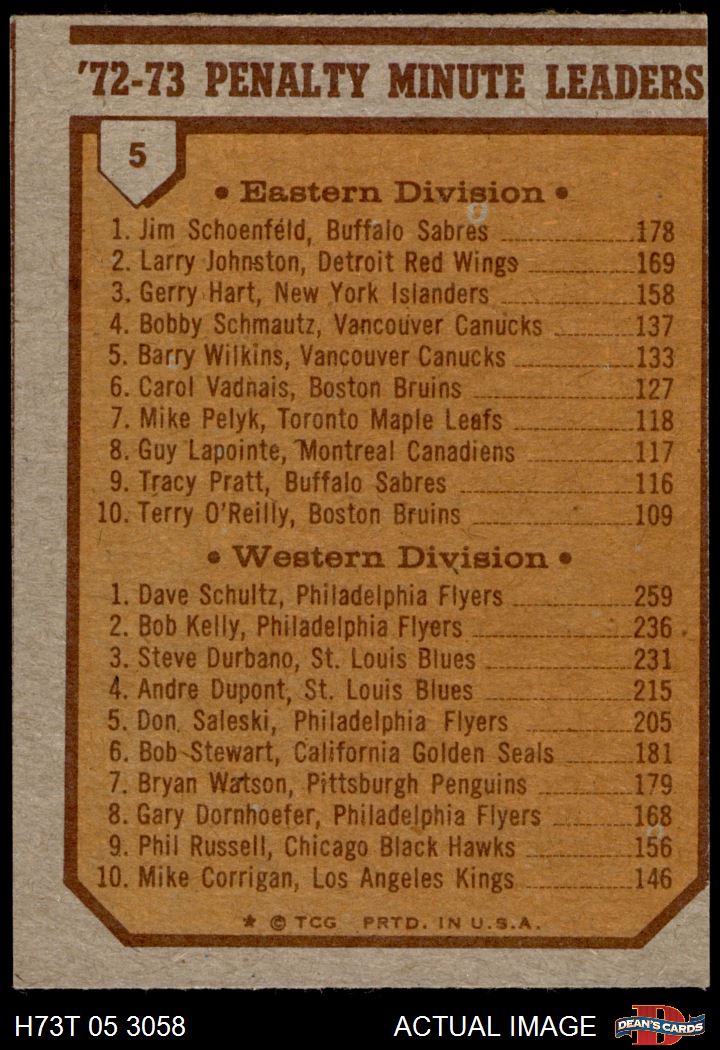 '72-73 PENALTY MINUTE LEADERS
5
• Eastern Division •
1. Jim Schoenfeld, Buffalo Sabres 178
2. Larry Johnston, Detroit Red Wings 169
3. Gerry Hart, New York Islanders 158
4. Bobby Schmautz, Vancouver Canucks 137
5. Barry Wilkins, Vancouver Canucks 133
6. Carol Vadnais, Boston Bruins 127
7. Mike Pelyk, Toronto Maple Leafs 118
8. Guy Lapointe, Montreal Canadiens 117
9. Tracy Pratt, Buffalo Sabres 116
10. Terry O'Reilly, Boston Bruins 109
• Western Division •
1. Dave Schultz, Philadelphia Flyers 259
2. Bob Kelly, Philadelphia Flyers 236
3. Steve Durbano, St. Louis Blues 231
4. Andre Dupont, St. Louis Blues 215
5. Don Saleski, Philadelphia Flyers 205
6. Bob Stewart, California Golden Seals 181
7. Bryan Watson, Pittsburgh Penguins 179
8. Gary Dornhoefer, Philadelphia Flyers 168
9. Phil Russell, Chicago Black Hawks 156
10. Mike Corrigan, Los Angeles Kings 146
* © TCG PRTD. IN U.S.A.
H73T 05 3058 ACTUAL IMAGE DEAN'S CARDS